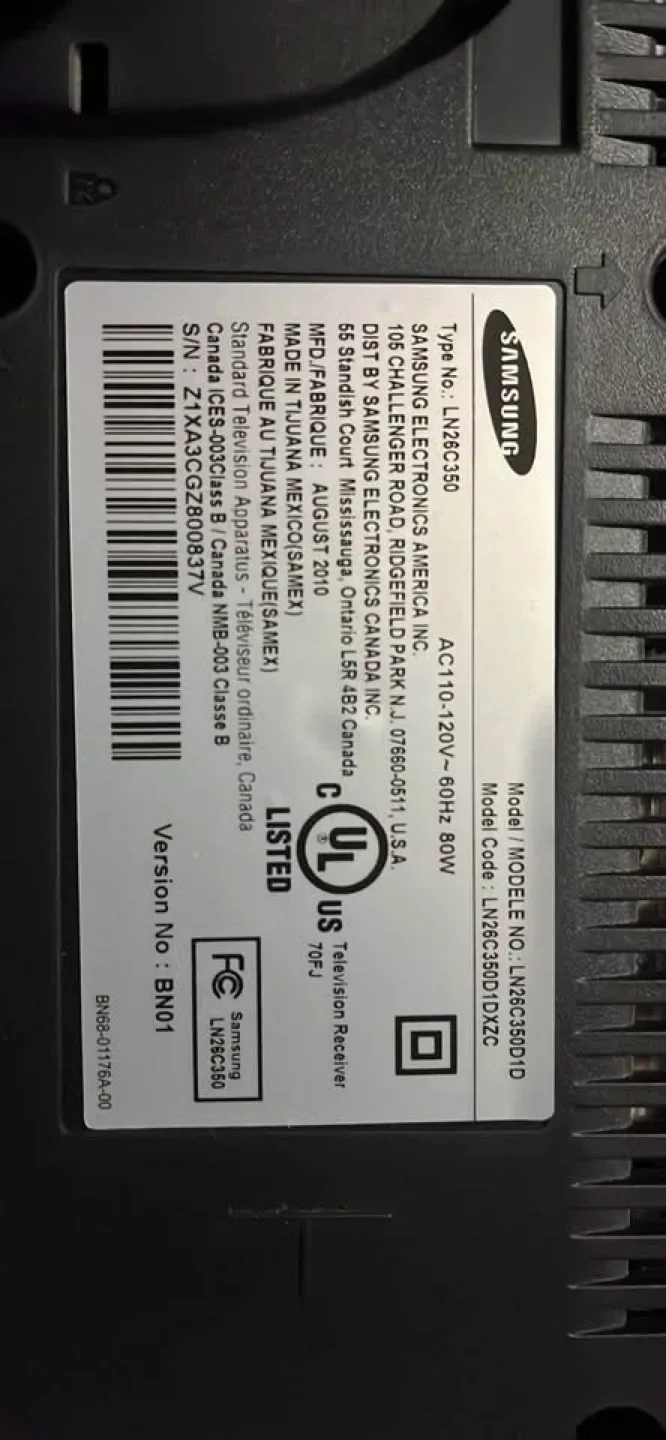 SAMSUNG
Model / MODELE NO.: LN26C350D1D
Model Code : LN26C350D1DXZC
Type No.: LN26C350 AC110-120V~ 60Hz 80W
SAMSUNG ELECTRONICS AMERICA INC.
105 CHALLENGER ROAD, RIDGEFIELD PARK N.J. 07660-0511, U.S.A.
DIST BY SAMSUNG ELECTRONICS CANADA INC.
55 Standish Court Mississauga, Ontario L5R 4B2 Canada
MFD./FABRIQUE : AUGUST 2010
MADE IN TIJUANA MEXICO(SAMEX)
FABRIQUE AU TIJUANA MEXIQUE(SAMEX)
Standard Television Apparatus - Téléviseur ordinaire, Canada
Canada ICES-003Class B / Canada NMB-003 Classe B
S/N : Z1XA3CGZ800837V
C UL ® US
LISTED
Television Receiver
70FJ
FC Samsung
LN26C350
Version No : BN01
BN68-01176A-00